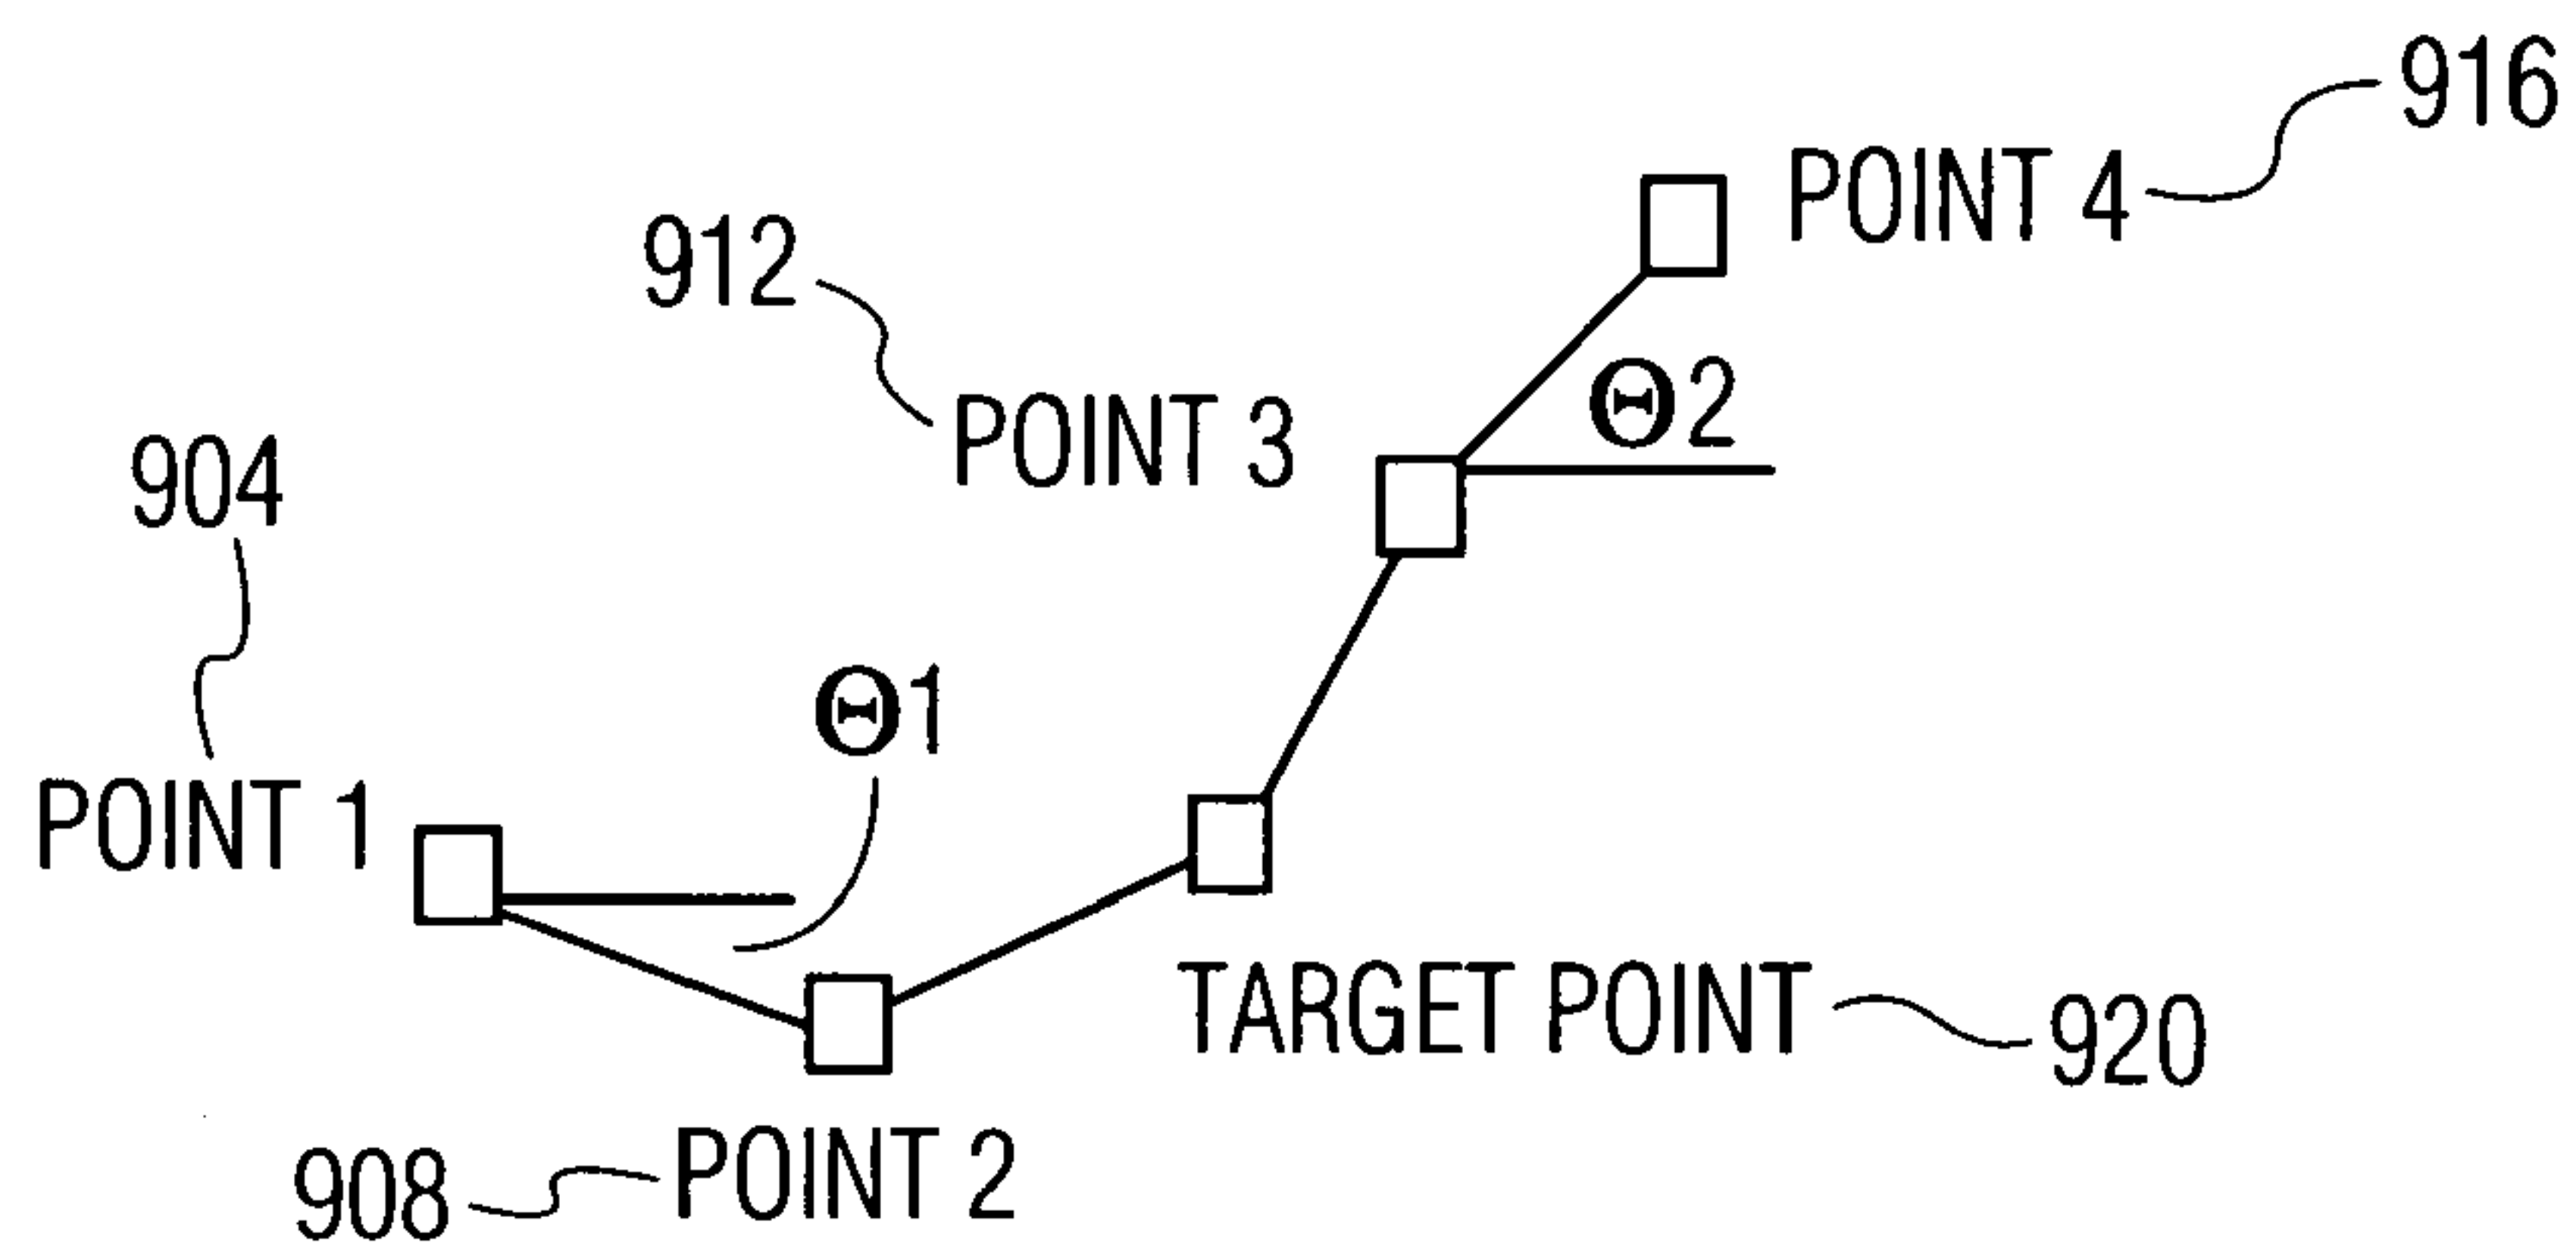 916
POINT 4
912
Θ2
POINT 3
904
Θ1
POINT 1
TARGET POINT
920
POINT 2
908